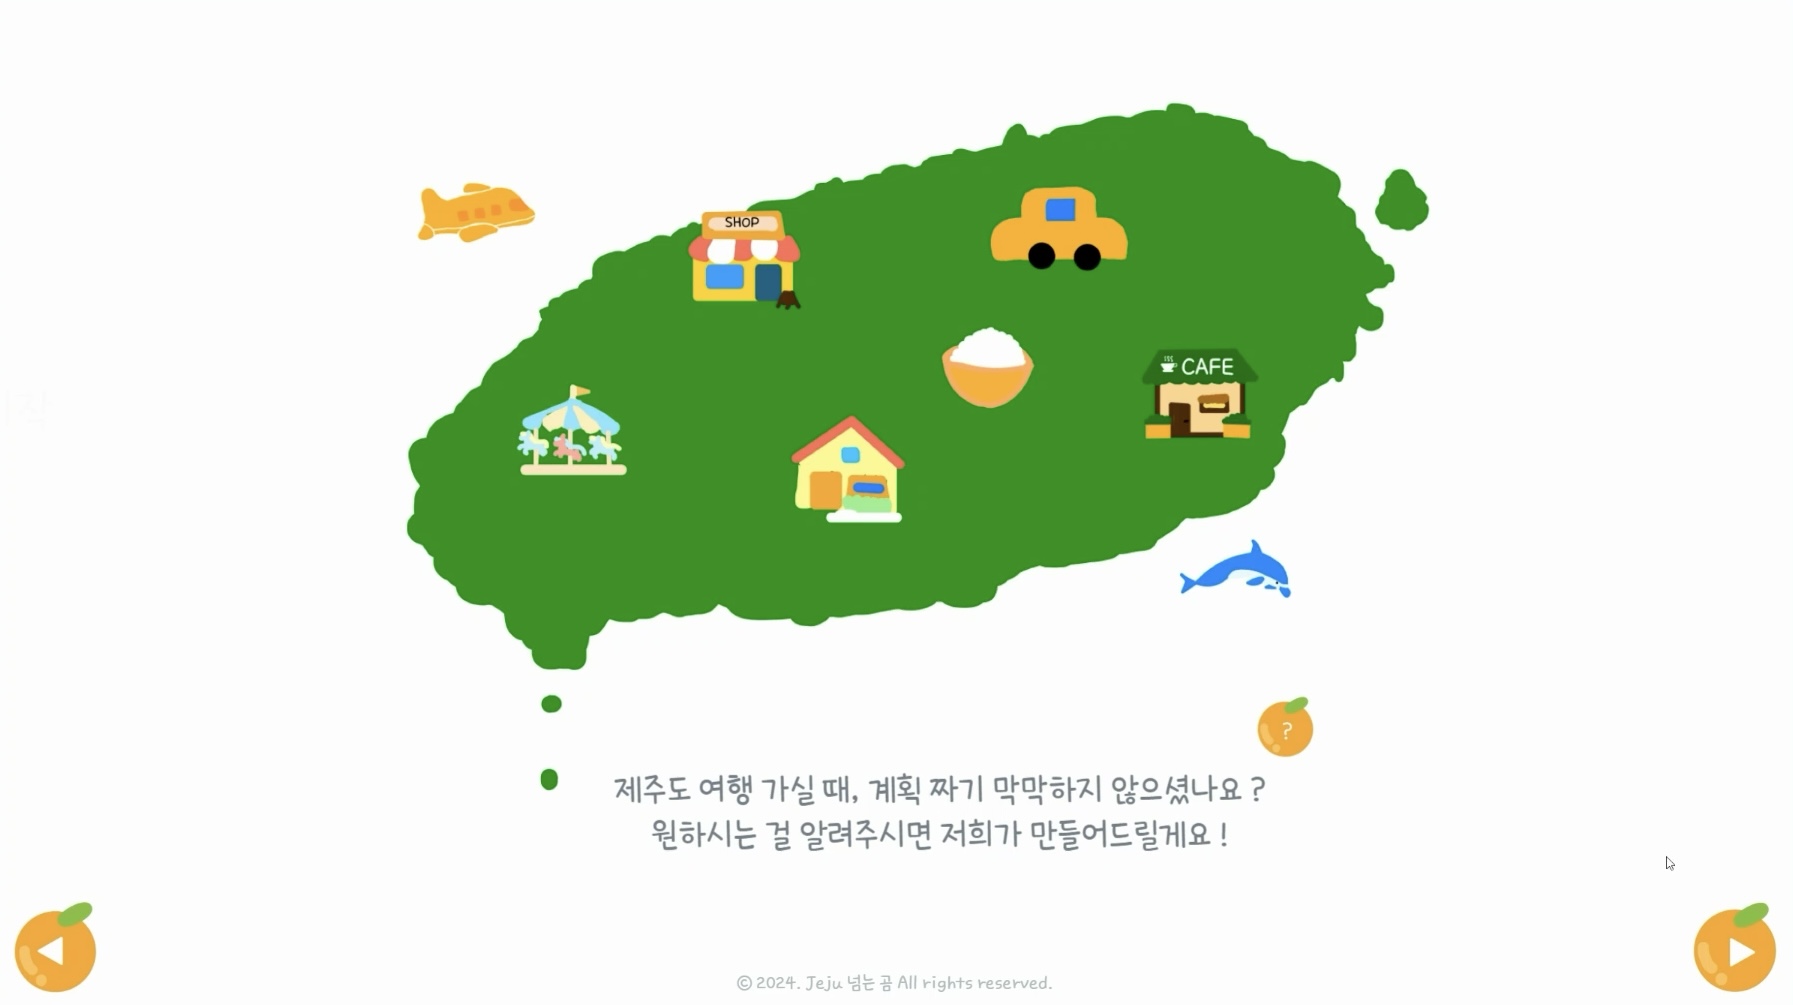 SHOP
CAFE
?
제주도 여행 가실 때, 계획 짜기 막막하지 않으셨나요 ?
원하시는 걸 알려주시면 저희가 만들어드릴게요 !
© 2024. Jeju 넘는 곰 All rights reserved.